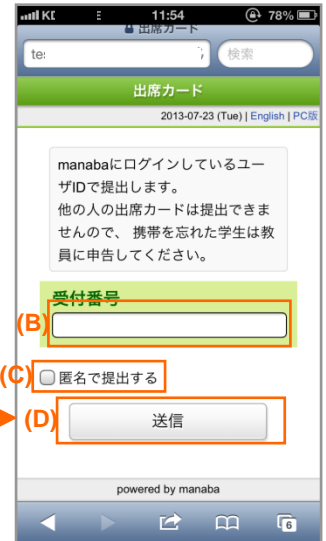 11:54 78%
出席カード
tes 検索
出席カード
2013-07-23 (Tue) | English | PC版
manabaにログインしているユー
ザIDで提出します。
他の人の出席カードは提出できま
せんので、 携帯を忘れた学生は教
員に申告してください。
受付番号
(B)
(C) 匿名で提出する
(D) 送信
powered by manaba
6